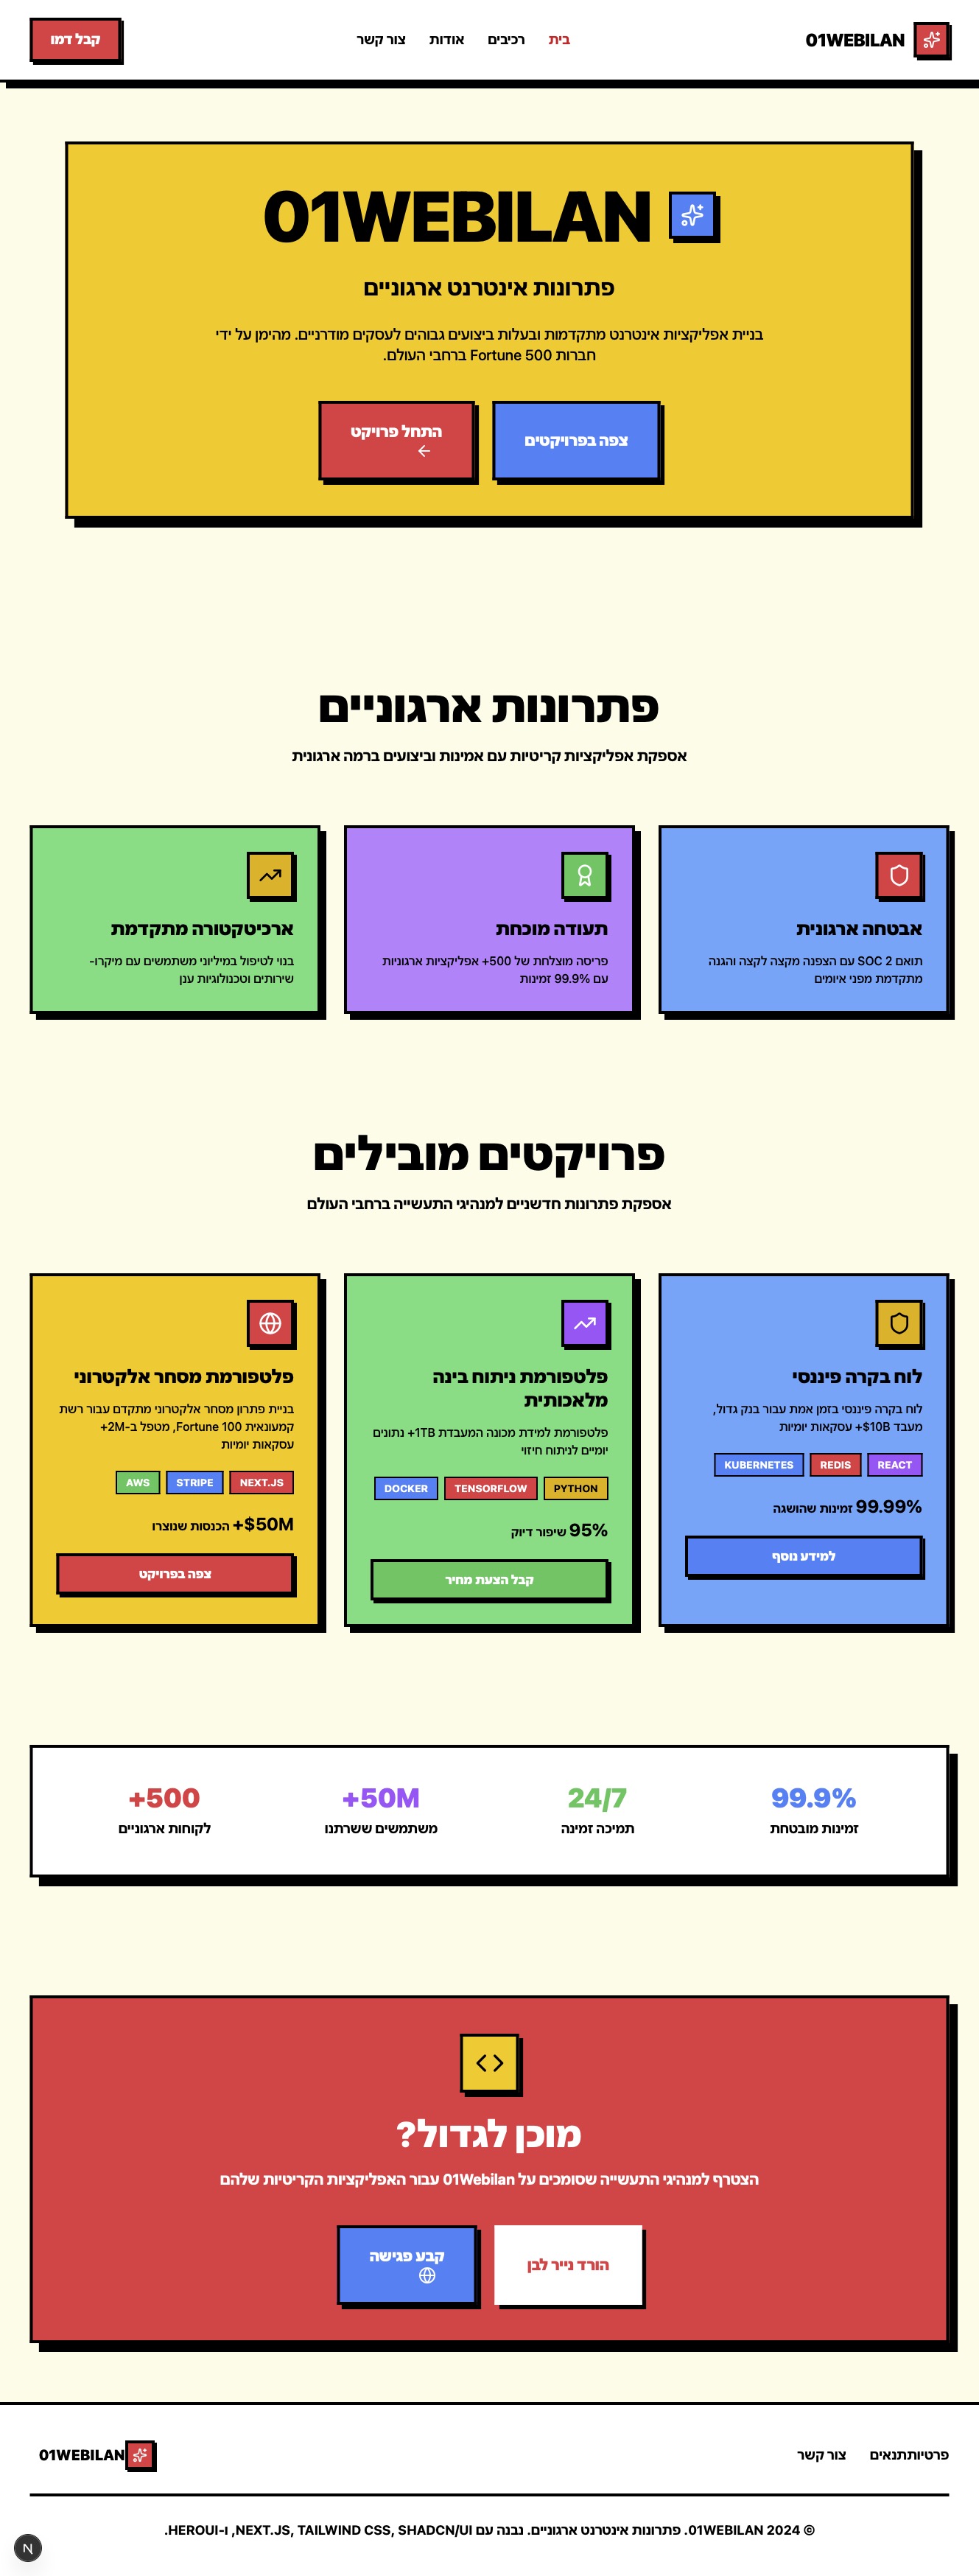 01WEBILAN
בית
רכיבים
אודות
צור קשר
קבל דמו
01WEBILAN
פתרונות אינטרנט ארגוניים
בניית אפליקציות אינטרנט מתקדמות ובעלות ביצועים גבוהים לעסקים מודרניים. מהימן על ידי
חברות Fortune 500 ברחבי העולם.
צפה בפרויקטים
התחל פרויקט
פתרונות ארגוניים
אספקת אפליקציות קריטיות עם אמינות וביצועים ברמה ארגונית
אבטחה ארגונית
תואם SOC 2 עם הצפנה מקצה לקצה והגנה
מתקדמת מפני איומים
תעודה מוכחת
פריסה מוצלחת של 500+ אפליקציות ארגוניות
עם 99.9% זמינות
ארכיטקטורה מתקדמת
בנוי לטיפול במיליוני משתמשים עם מיקרו-
שירותים וטכנולוגיות ענן
פרויקטים מובילים
אספקת פתרונות חדשניים למנהיגי התעשייה ברחבי העולם
לוח בקרה פיננסי
לוח בקרה פיננסי בזמן אמת עבור בנק גדול,
מעבד $10B+ עסקאות יומיות
REACT
REDIS
KUBERNETES
99.99% זמינות שהושגה
למידע נוסף
פלטפורמת ניתוח בינה
מלאכותית
פלטפורמת למידת מכונה המעבדת 1TB+ נתונים
יומיים לניתוח חיזוי
PYTHON
TENSORFLOW
DOCKER
95% שיפור דיוק
קבל הצעת מחיר
פלטפורמת מסחר אלקטרוני
בניית פתרון מסחר אלקטרוני מתקדם עבור רשת
קמעונאית Fortune 100, מטפל ב-2M+
עסקאות יומיות
NEXT.JS
STRIPE
AWS
$50M+ הכנסות שנוצרו
צפה בפרויקט
99.9%
זמינות מובטחת
24/7
תמיכה זמינה
50M+
משתמשים ששרתנו
500+
לקוחות ארגוניים
מוכן לגדול?
הצטרף למנהיגי התעשייה שסומכים על 01Webilan עבור האפליקציות הקריטיות שלהם
הורד נייר לבן
קבע פגישה
פרטיותתנאים
צור קשר
01WEBILAN
© 2024 01WEBILAN. פתרונות אינטרנט ארגוניים. נבנה עם NEXT.JS, TAILWIND CSS, SHADCN/UI, ו-HEROUI.
N